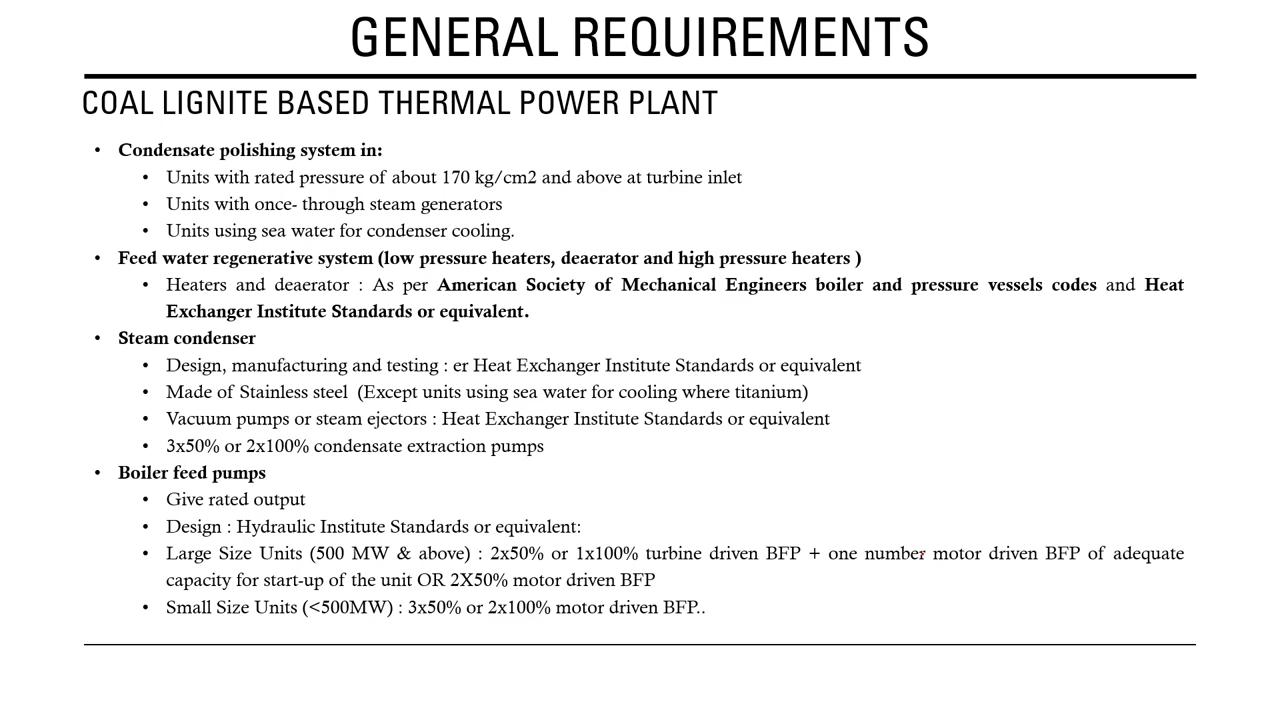 GENERAL REQUIREMENTS
COAL LIGNITE BASED THERMAL POWER PLANT
• Condensate polishing system in:
• Units with rated pressure of about 170 kg/cm2 and above at turbine inlet
• Units with once- through steam generators
• Units using sea water for condenser cooling.
• Feed water regenerative system (low pressure heaters, deaerator and high pressure heaters )
• Heaters and deaerator : As per American Society of Mechanical Engineers boiler and pressure vessels codes and Heat
Exchanger Institute Standards or equivalent.
• Steam condenser
• Design, manufacturing and testing : er Heat Exchanger Institute Standards or equivalent
• Made of Stainless steel (Except units using sea water for cooling where titanium)
• Vacuum pumps or steam ejectors : Heat Exchanger Institute Standards or equivalent
• 3x50% or 2x100% condensate extraction pumps
• Boiler feed pumps
• Give rated output
• Design : Hydraulic Institute Standards or equivalent:
• Large Size Units (500 MW & above) : 2x50% or 1x100% turbine driven BFP + one number motor driven BFP of adequate
capacity for start-up of the unit OR 2X50% motor driven BFP
• Small Size Units (<500MW) : 3x50% or 2x100% motor driven BFP..